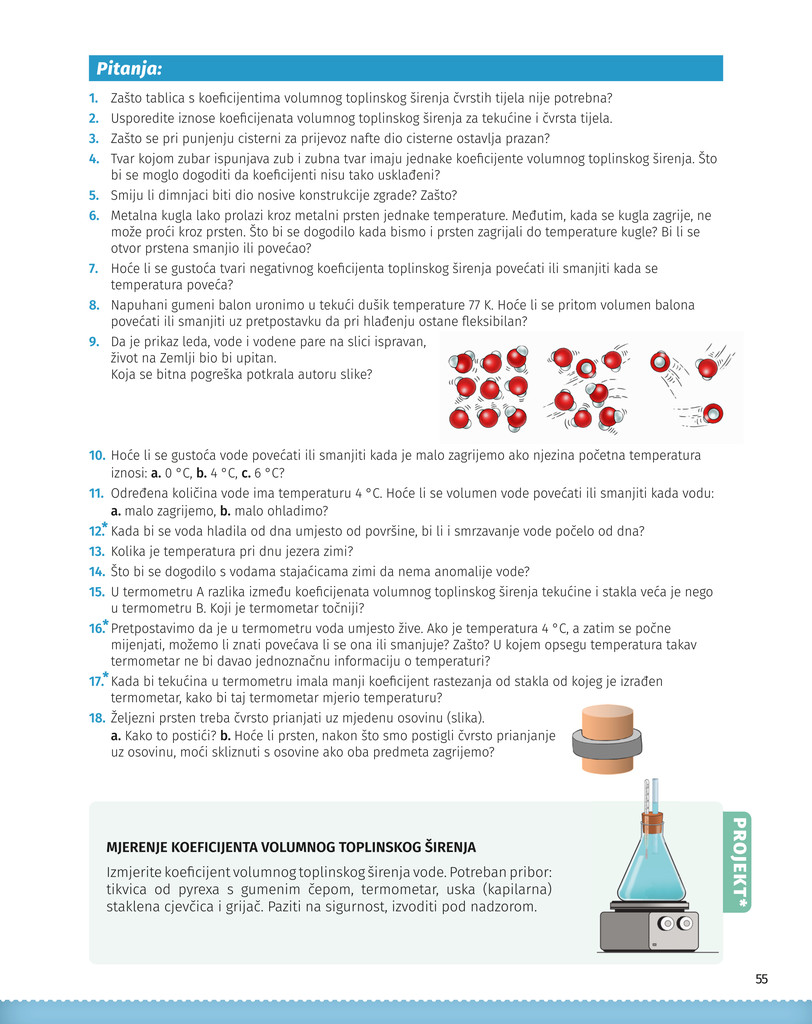 Pitanja:
1. Zašto tablica s koeficijentima volumnog toplinskog širenja čvrstih tijela nije potrebna?
2. Usporedite iznose koeficijenata volumnog toplinskog širenja za tekućine i čvrsta tijela.
3. Zašto se pri punjenju cisterni za prijevoz nafte dio cisterne ostavlja prazan?
4. Tvar kojom zubar ispunjava zub i zubna tvar imaju jednake koeficijente volumnog toplinskog širenja. Što
bi se moglo dogoditi da koeficijenti nisu tako usklađeni?
5. Smiju li dimnjaci biti dio nosive konstrukcije zgrade? Zašto?
6. Metalna kugla lako prolazi kroz metalni prsten jednake temperature. Međutim, kada se kugla zagrije, ne
može proći kroz prsten. Što bi se dogodilo kada bismo i prsten zagrijali do temperature kugle? Bi li se
otvor prstena smanjio ili povećao?
7. Hoće li se gustoća tvari negativnog koeficijenta toplinskog širenja povećati ili smanjiti kada se
temperatura poveća?
8. Napuhani gumeni balon uronimo u tekući dušik temperature 77 K. Hoće li se pritom volumen balona
povećati ili smanjiti uz pretpostavku da pri hlađenju ostane fleksibilan?
9. Da je prikaz leda, vode i vodene pare na slici ispravan,
život na Zemlji bio bi upitan.
Koja se bitna pogreška potkrala autoru slike?
10. Hoće li se gustoća vode povećati ili smanjiti kada je malo zagrijemo ako njezina početna temperatura
iznosi: a. 0 °C, b. 4 °C, c. 6 °C?
11. Određena količina vode ima temperaturu 4 °C. Hoće li se volumen vode povećati ili smanjiti kada vodu:
a. malo zagrijemo, b. malo ohladimo?
12.* Kada bi se voda hladila od dna umjesto od površine, bi li i smrzavanje vode počelo od dna?
13. Kolika je temperatura pri dnu jezera zimi?
14. Što bi se dogodilo s vodama stajaćicama zimi da nema anomalije vode?
15. U termometru A razlika između koeficijenata volumnog toplinskog širenja tekućine i stakla veća je nego
u termometru B. Koji je termometar točniji?
16.* Pretpostavimo da je u termometru voda umjesto žive. Ako je temperatura 4 °C, a zatim se počne
mijenjati, možemo li znati povećava li se ona ili smanjuje? Zašto? U kojem opsegu temperatura takav
termometar ne bi davao jednoznačnu informaciju o temperaturi?
17.* Kada bi tekućina u termometru imala manji koeficijent rastezanja od stakla od kojeg je izrađen
termometar, kako bi taj termometar mjerio temperaturu?
18. Željezni prsten treba čvrsto prianjati uz mjedenu osovinu (slika).
a. Kako to postići? b. Hoće li prsten, nakon što smo postigli čvrsto prianjanje
uz osovinu, moći skliznuti s osovine ako oba predmeta zagrijemo?
MJERENJE KOEFICIJENTA VOLUMNOG TOPLINSKOG ŠIRENJA
Izmjerite koeficijent volumnog toplinskog širenja vode. Potreban pribor:
tikvica od pyrexa s gumenim čepom, termometar, uska (kapilarna)
staklena cjevčica i grijač. Paziti na sigurnost, izvoditi pod nadzorom.
PROJEKT*
55